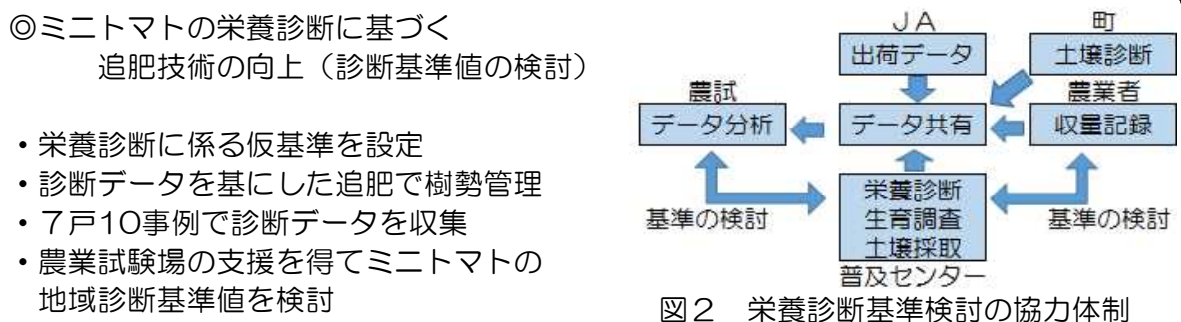 ◎ミニトマトの栄養診断に基づく
追肥技術の向上（診断基準値の検討）
・栄養診断に係る仮基準を設定
・診断データを基にした追肥で樹勢管理
・７戸10事例で診断データを収集
・農業試験場の支援を得てミニトマトの
地域診断基準値を検討
ＪＡ
町
出荷データ
土壌診断
農試
農業者
データ分析
データ共有
収量記録
栄養診断
生育調査
土壌採取
基準の検討
基準の検討
普及センター
図２　栄養診断基準検討の協力体制